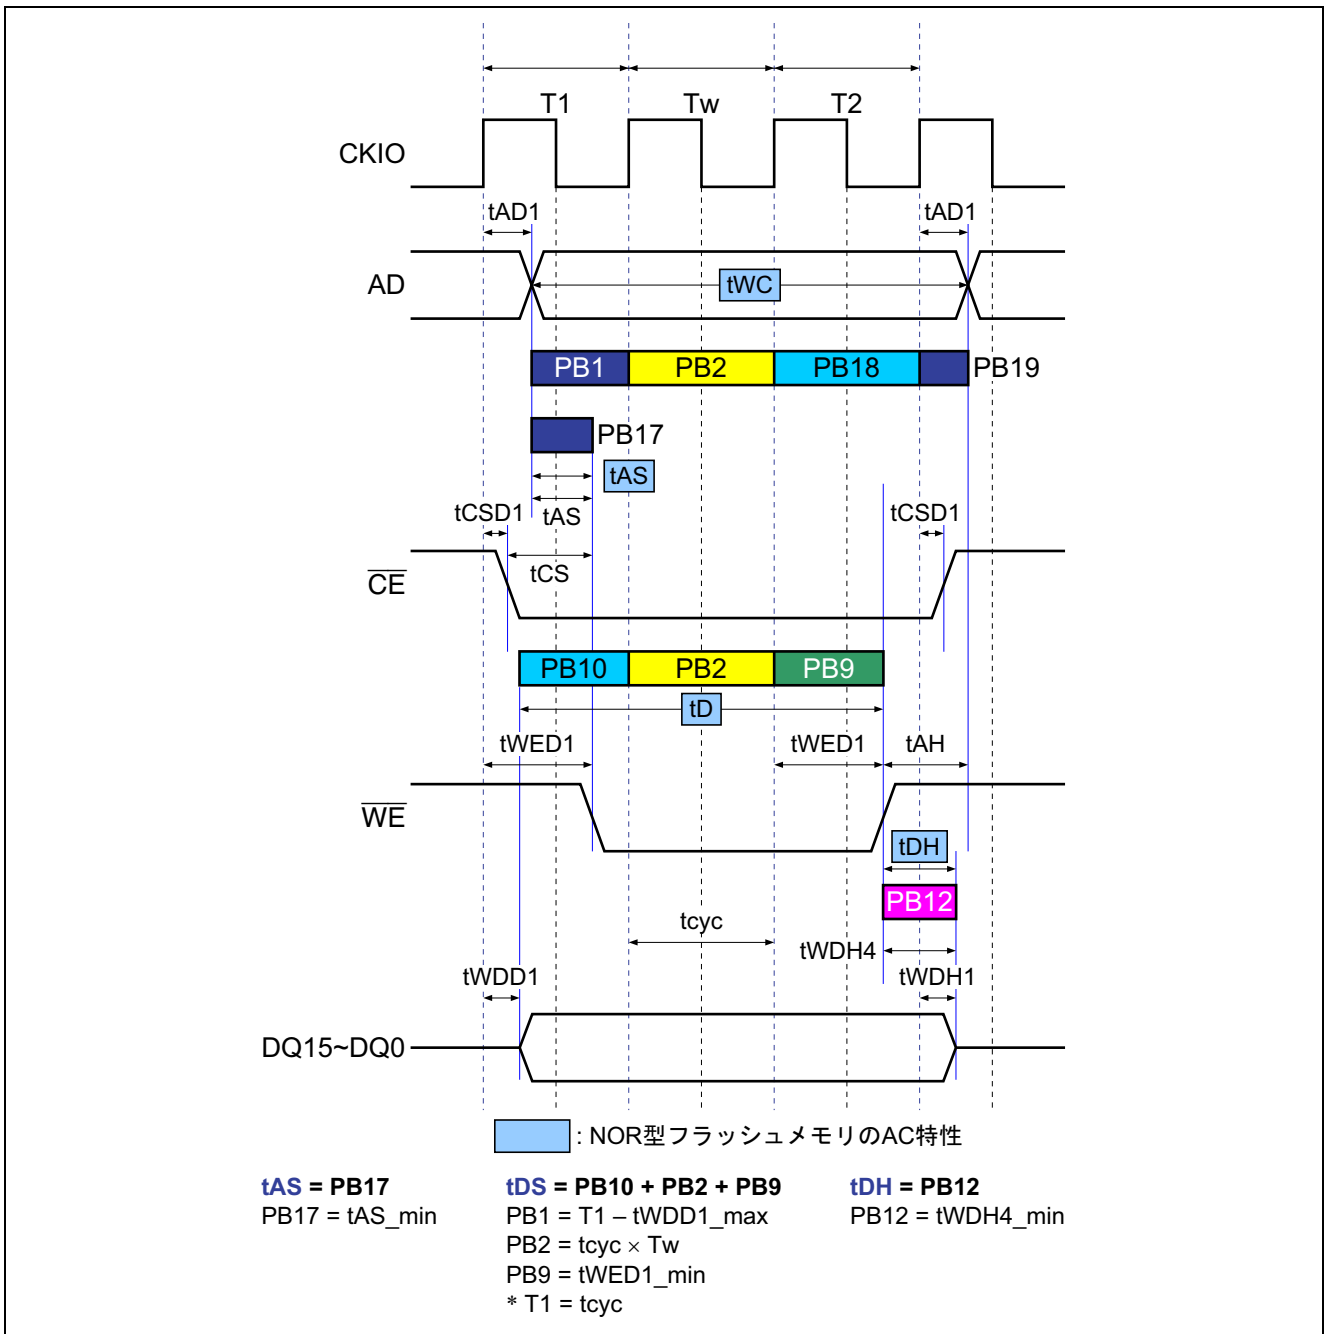 T1 Tw T2
CKIO
tAD1 tAD1
AD tWC
PB1 PB2 PB18 PB19
PB17
tAS
tCSD1 tAS tCSD1
CE tCS
PB10 PB2 PB9
tD
tWED1 tWED1 tAH
WE
tDH
PB12
tcyc tWDH4
tWDD1 tWDH1
DQ15~DQ0
: NOR型フラッシュメモリのAC特性
tAS = PB17
PB17 = tAS_min
tDS = PB10 + PB2 + PB9
PB1 = T1 – tWDD1_max
PB2 = tcyc × Tw
PB9 = tWED1_min
* T1 = tcyc
tDH = PB12
PB12 = tWDH4_min